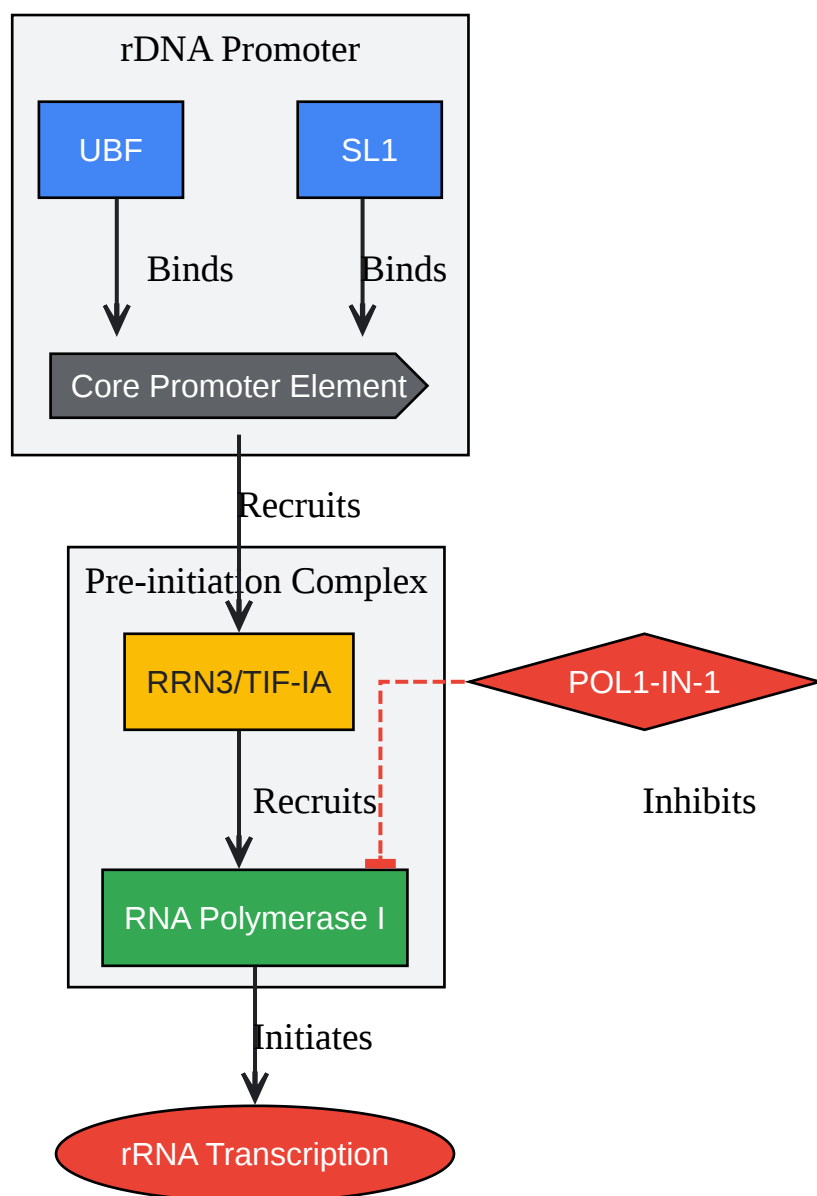 rDNA Promoter
UBF
SL1
Binds
Binds
Core Promoter Element
Recruits
Pre-initiation Complex
RRN3/TIF-IA
POL1-IN-1
Recruits
Inhibits
RNA Polymerase I
Initiates
rRNA Transcription